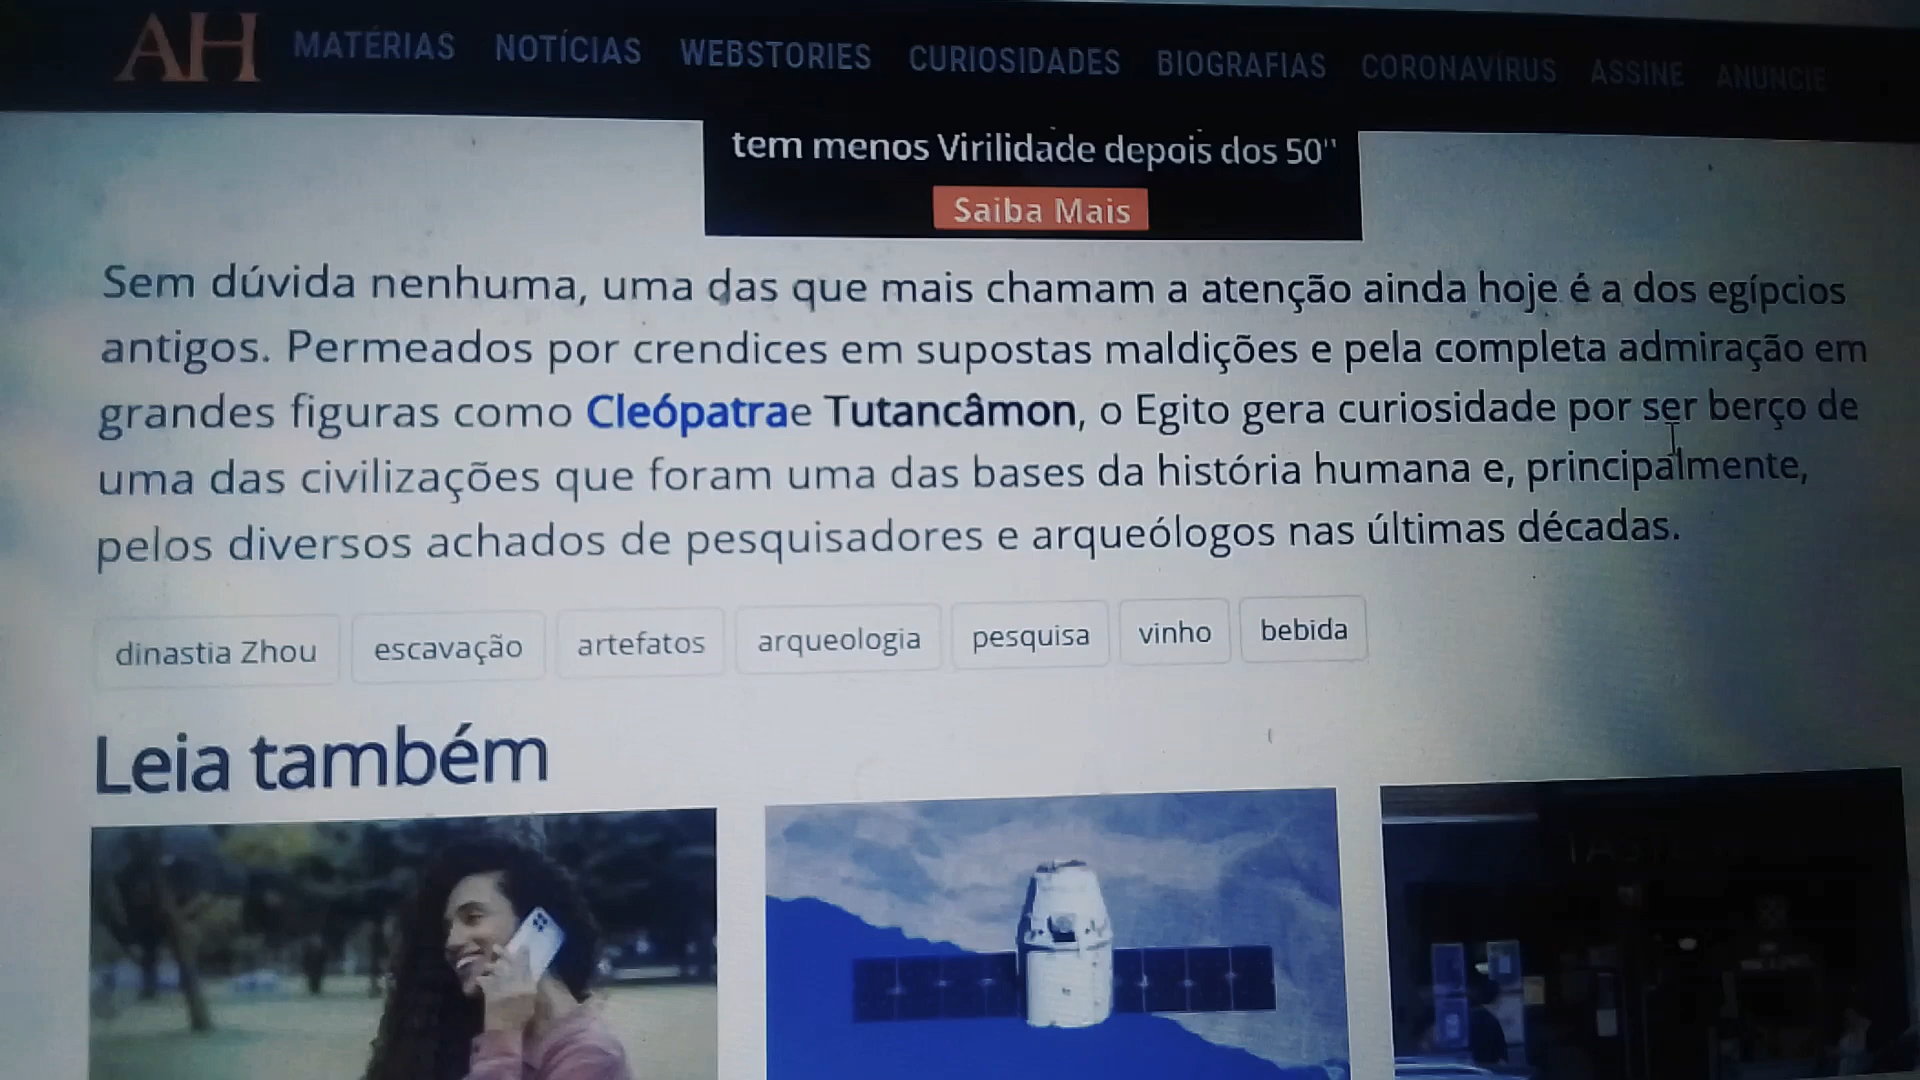 AH MATÉRIAS NOTÍCIAS WEBSTORIES CURIOSIDADES BIOGRAFIAS CORONAVÍRUS ASSINE ANUNCIE
tem menos Virilidade depois dos 50"
Saiba Mais
Sem dúvida nenhuma, uma das que mais chamam a atenção ainda hoje é a dos egípcios
antigos. Permeados por crendices em supostas maldições e pela completa admiração em
grandes figuras como Cleópatrae Tutancâmon, o Egito gera curiosidade por ser berço de
uma das civilizações que foram uma das bases da história humana e, principalmente,
pelos diversos achados de pesquisadores e arqueólogos nas últimas décadas.
dinastia Zhou escavação artefatos arqueologia pesquisa vinho bebida
Leia também